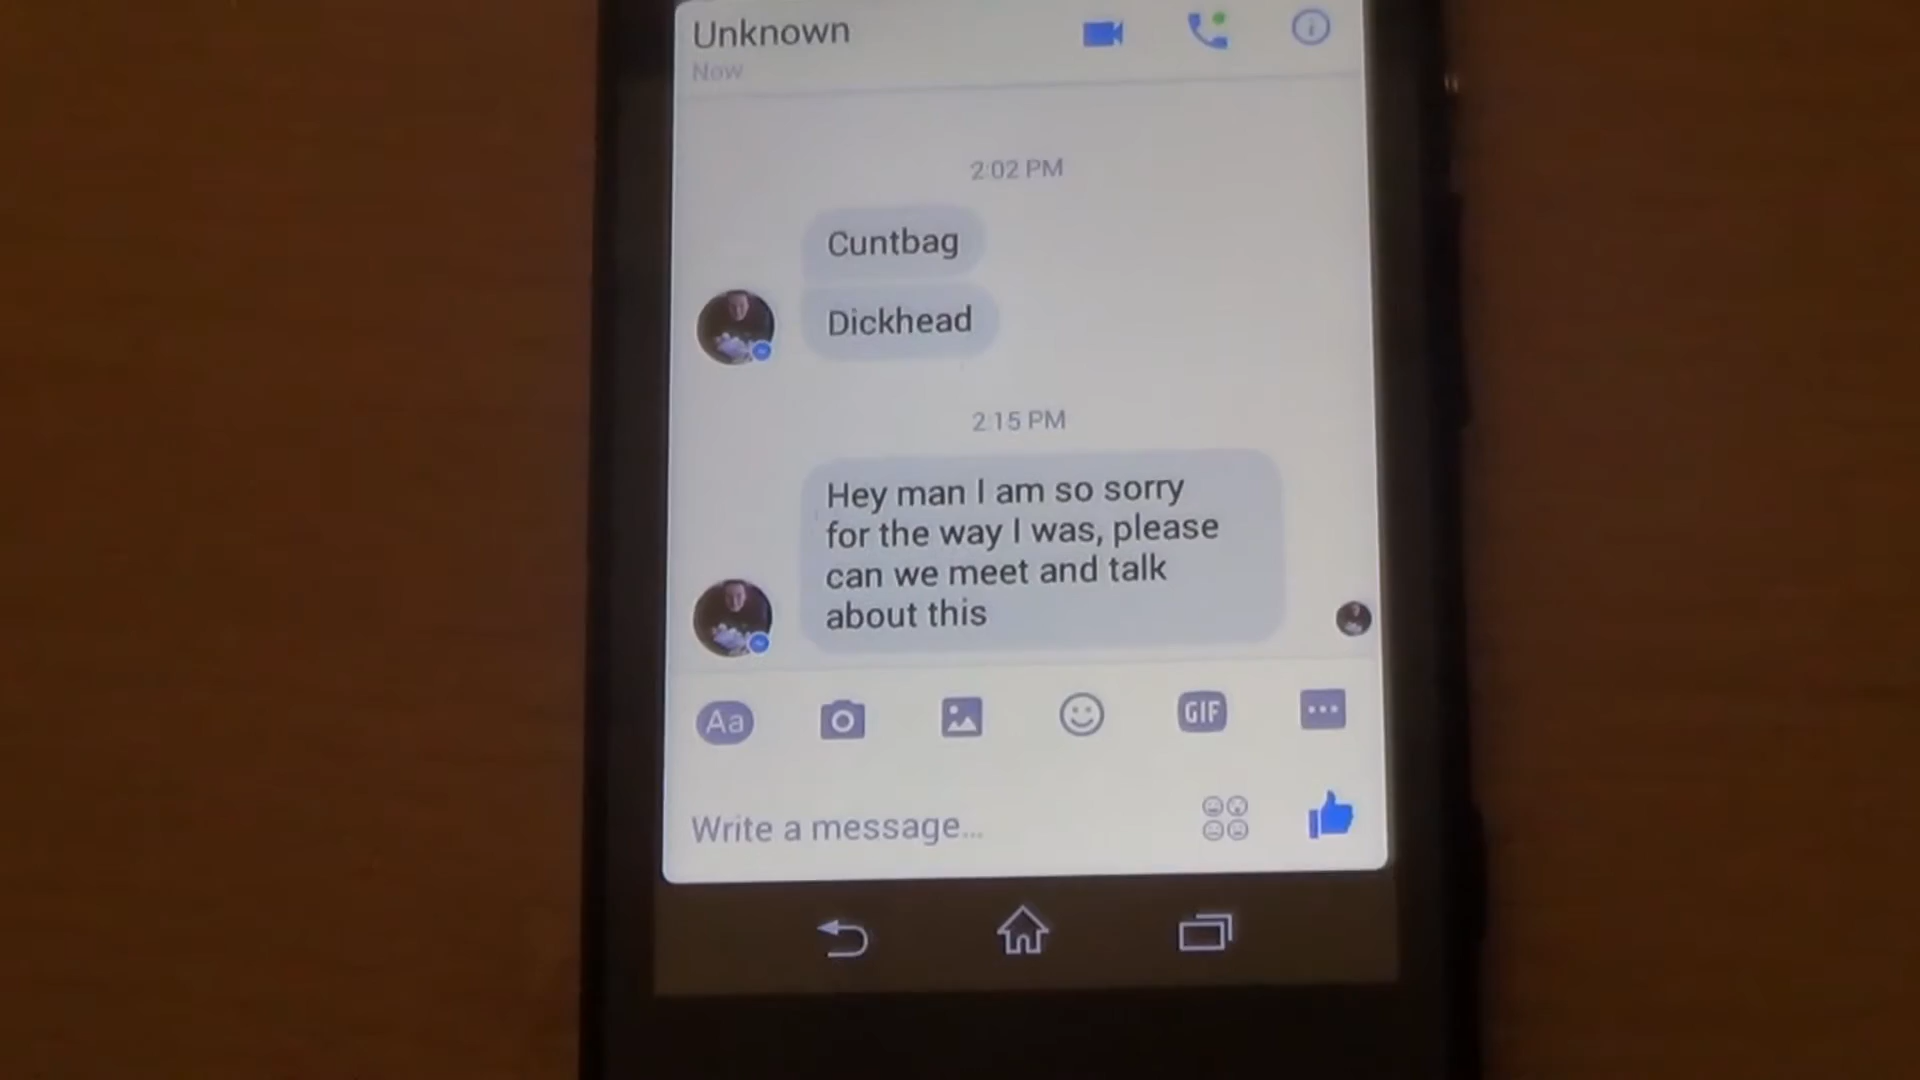 Unknown
Now
2:02 PM
Cuntbag
Dickhead
2:15 PM
Hey man I am so sorry
for the way I was, please
can we meet and talk
about this
Aa
GIF
Write a message...